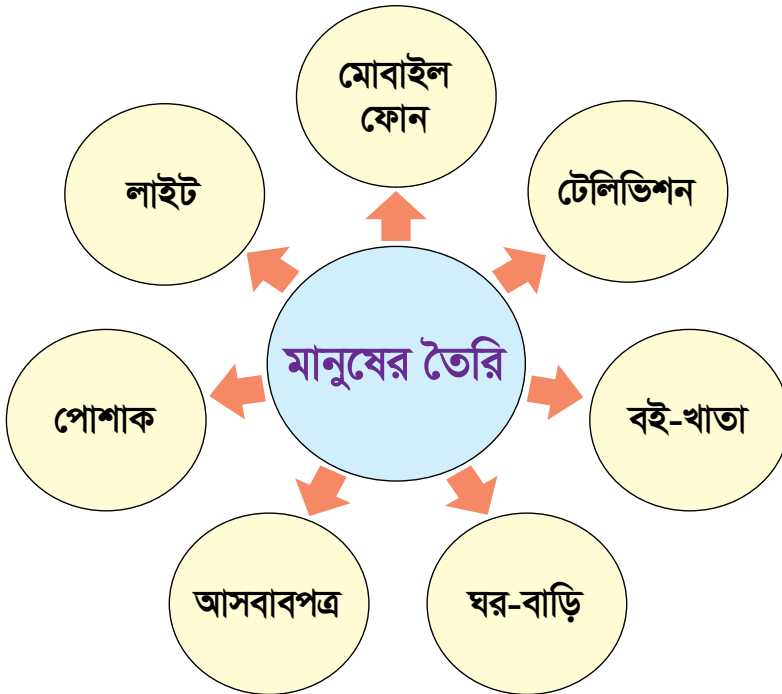 মোবাইল
ফোন
লাইট
টেলিভিশন
মানুষের তৈরি
পোশাক
বই-খাতা
আসবাবপত্র
ঘর-বাড়ি